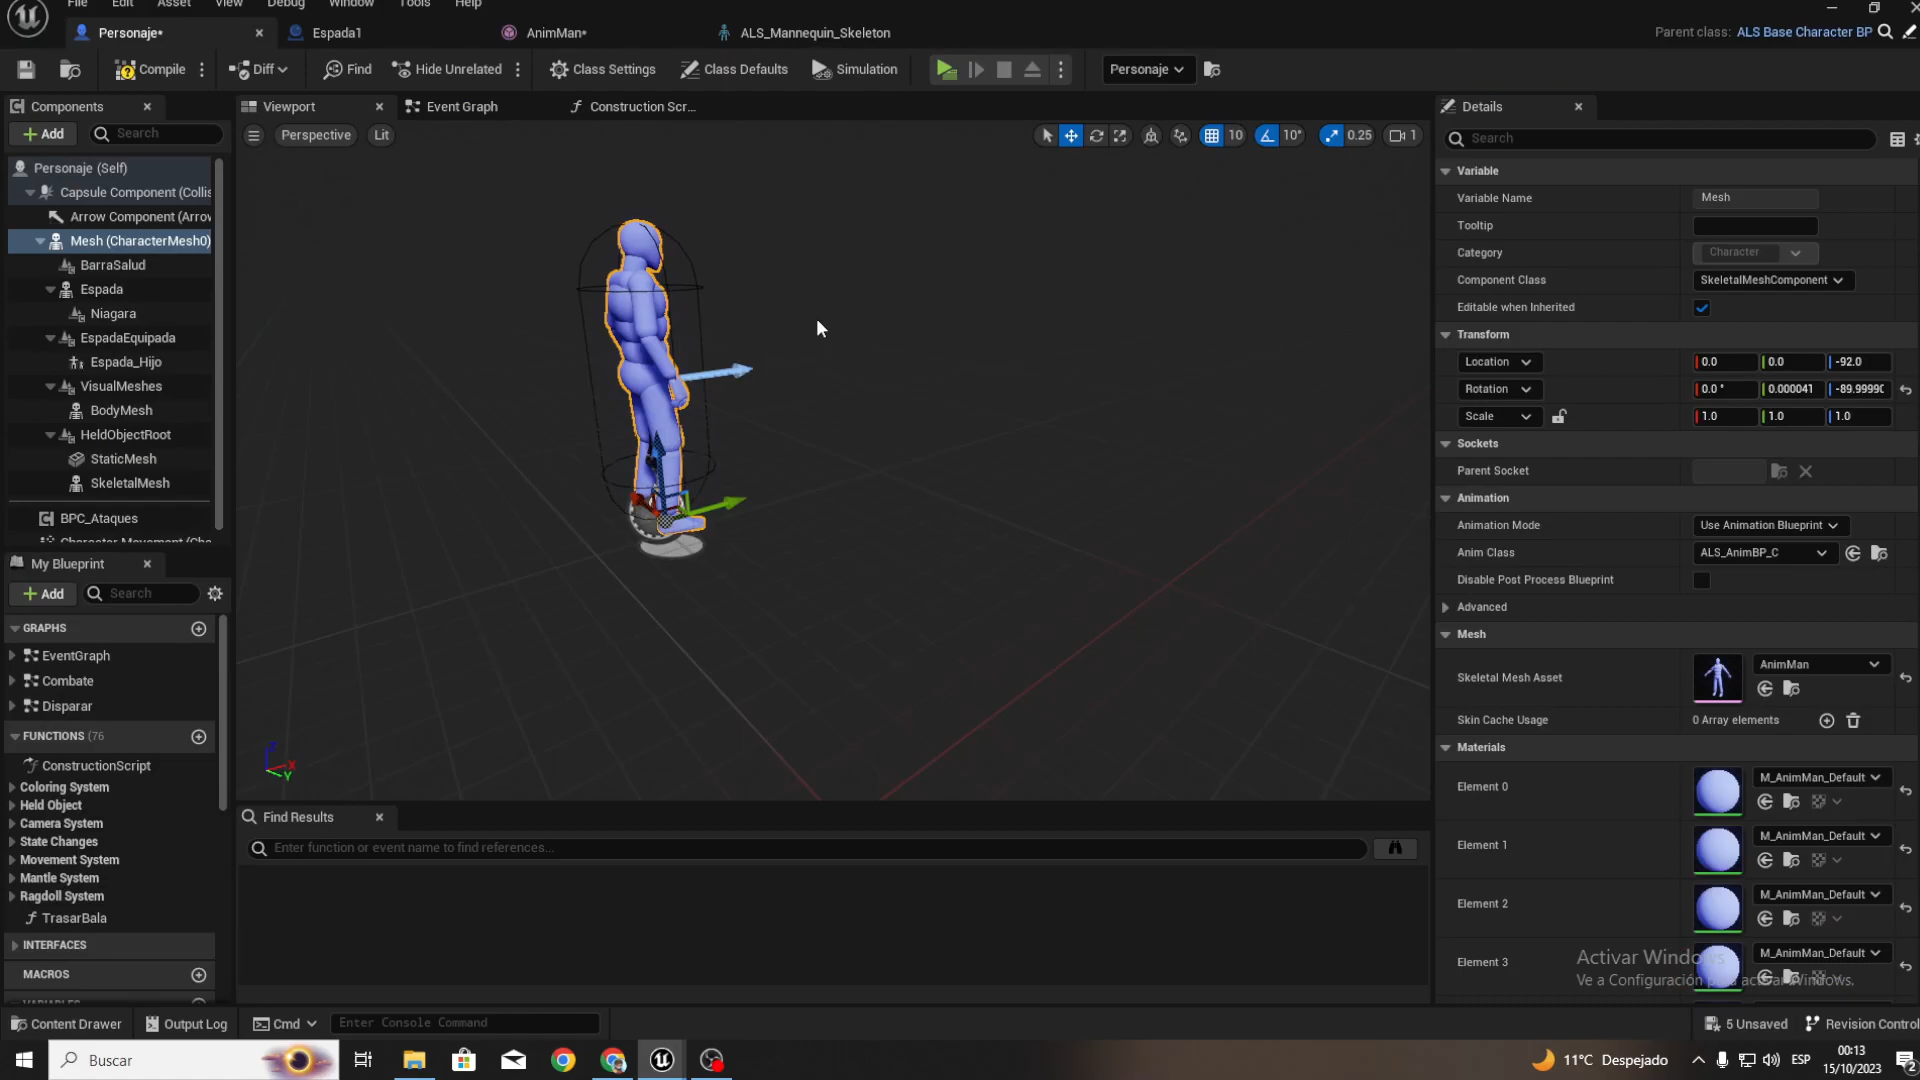 File Edit Asset View Debug Window Tools Help
Personaje* Espada1 AnimMan* ALS_Mannequin_Skeleton Parent class: ALS Base Character BP
Compile Diff Find Hide Unrelated Class Settings Class Defaults Simulation Personaje
Components Viewport Event Graph Construction Scr... Details
Add Search Perspective Lit 10 10° 0.25 1 Search
Personaje (Self)
Capsule Component (Collis
Arrow Component (Arrow
Mesh (CharacterMesh0)
BarraSalud
Espada
Niagara
EspadaEquipada
Espada_Hijo
VisualMeshes
BodyMesh
HeldObjectRoot
StaticMesh
SkeletalMesh
BPC_Ataques
My Blueprint
Add Search
GRAPHS
EventGraph
Combate
Disparar
FUNCTIONS (76
ConstructionScript
Coloring System
Held Object
Camera System
State Changes
Movement System
Mantle System
Ragdoll System
TrasarBala
INTERFACES
MACROS
Z X Y
Find Results
Enter function or event name to find references...
Variable
Variable Name Mesh
Tooltip
Category Character
Component Class SkeletalMeshComponent
Editable when Inherited
Transform
Location 0.0 0.0 -92.0
Rotation 0.0 ° 0.000041 -89.99990
Scale 1.0 1.0 1.0
Sockets
Parent Socket
Animation
Animation Mode Use Animation Blueprint
Anim Class ALS_AnimBP_C
Disable Post Process Blueprint
Advanced
Mesh
Skeletal Mesh Asset AnimMan
Skin Cache Usage 0 Array elements
Materials
Element 0 M_AnimMan_Default
Element 1 M_AnimMan_Default
Element 2 M_AnimMan_Default
Element 3 M_AnimMan_Default
Activar Windows
Ve a Configuración para activar Windows.
Content Drawer Output Log Cmd Enter Console Command 5 Unsaved Revision Control
Buscar 11°C Despejado ESP 00:13
15/10/2023 2